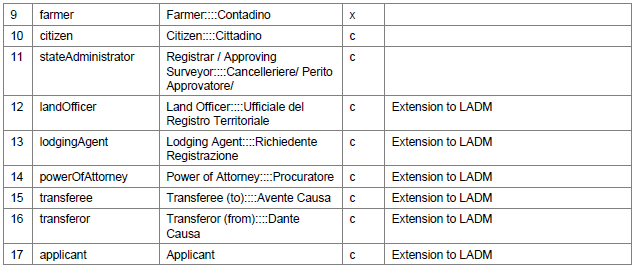 9 farmer Farmer::::Contadino x
10 citizen Citizen::::Cittadino c
11 stateAdministrator Registrar / Approving c
Surveyor::::Cancelleriere/ Perito
Approvatore/
12 landOfficer Land Officer::::Ufficiale del c Extension to LADM
Registro Territoriale
13 lodgingAgent Lodging Agent::::Richiedente c Extension to LADM
Registrazione
14 powerOfAttorney Power of Attorney::::Procuratore c Extension to LADM
15 transferee Transferee (to)::::Avente Causa c Extension to LADM
16 transferor Transferor (from)::::Dante c Extension to LADM
Causa
17 applicant Applicant c Extension to LADM